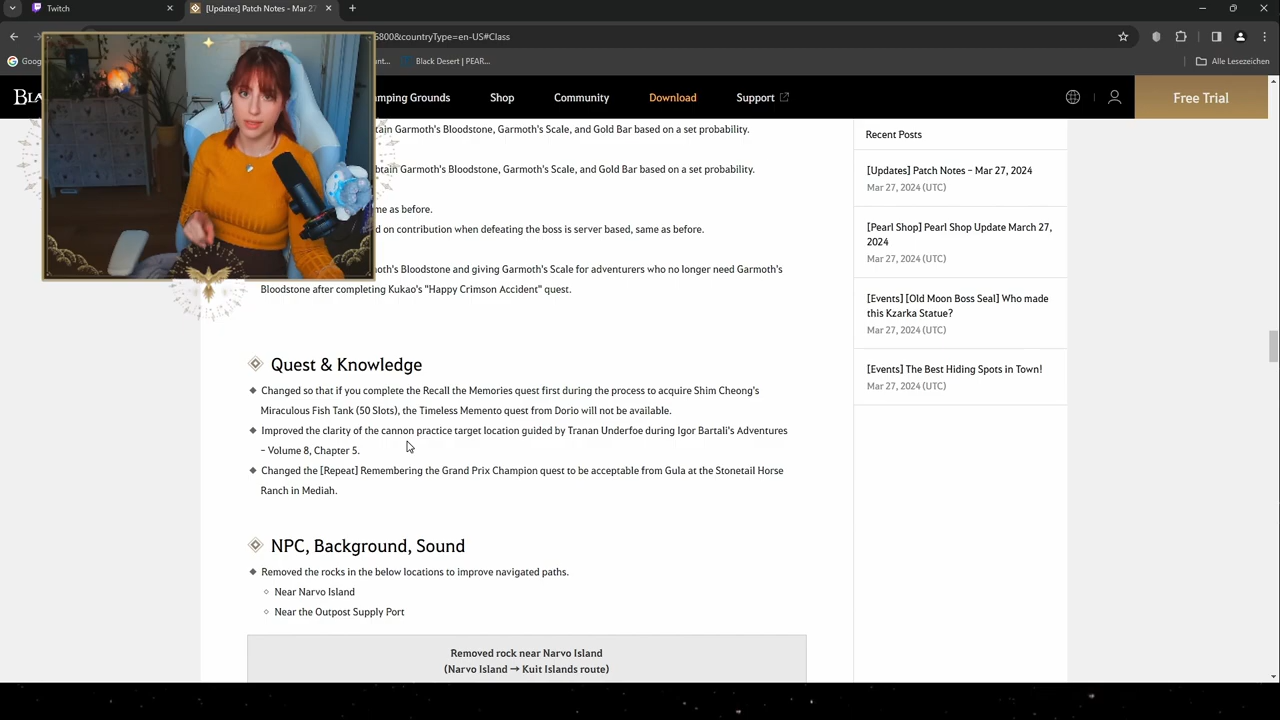 Twitch
[Updates] Patch Notes - Mar 27
5800&countryType=en-US#Class
Black Desert | PEAR...
Alle Lesezeichen
amping Grounds
Shop
Community
Download
Support
Free Trial
tain Garmoth's Bloodstone, Garmoth's Scale, and Gold Bar based on a set probability.
btain Garmoth's Bloodstone, Garmoth's Scale, and Gold Bar based on a set probability.
me as before.
d on contribution when defeating the boss is server based, same as before.
moth's Bloodstone and giving Garmoth's Scale for adventurers who no longer need Garmoth's
Bloodstone after completing Kukao's "Happy Crimson Accident" quest.
Quest & Knowledge
Changed so that if you complete the Recall the Memories quest first during the process to acquire Shim Cheong's
Miraculous Fish Tank (50 Slots), the Timeless Memento quest from Dorio will not be available.
Improved the clarity of the cannon practice target location guided by Tranan Underfoe during Igor Bartali's Adventures
– Volume 8, Chapter 5.
Changed the [Repeat] Remembering the Grand Prix Champion quest to be acceptable from Gula at the Stonetail Horse
Ranch in Mediah.
NPC, Background, Sound
Removed the rocks in the below locations to improve navigated paths.
Near Narvo Island
Near the Outpost Supply Port
Removed rock near Narvo Island
(Narvo Island → Kuit Islands route)
Recent Posts
[Updates] Patch Notes – Mar 27, 2024
Mar 27, 2024 (UTC)
[Pearl Shop] Pearl Shop Update March 27,
2024
Mar 27, 2024 (UTC)
[Events] [Old Moon Boss Seal] Who made
this Kzarka Statue?
Mar 27, 2024 (UTC)
[Events] The Best Hiding Spots in Town!
Mar 27, 2024 (UTC)